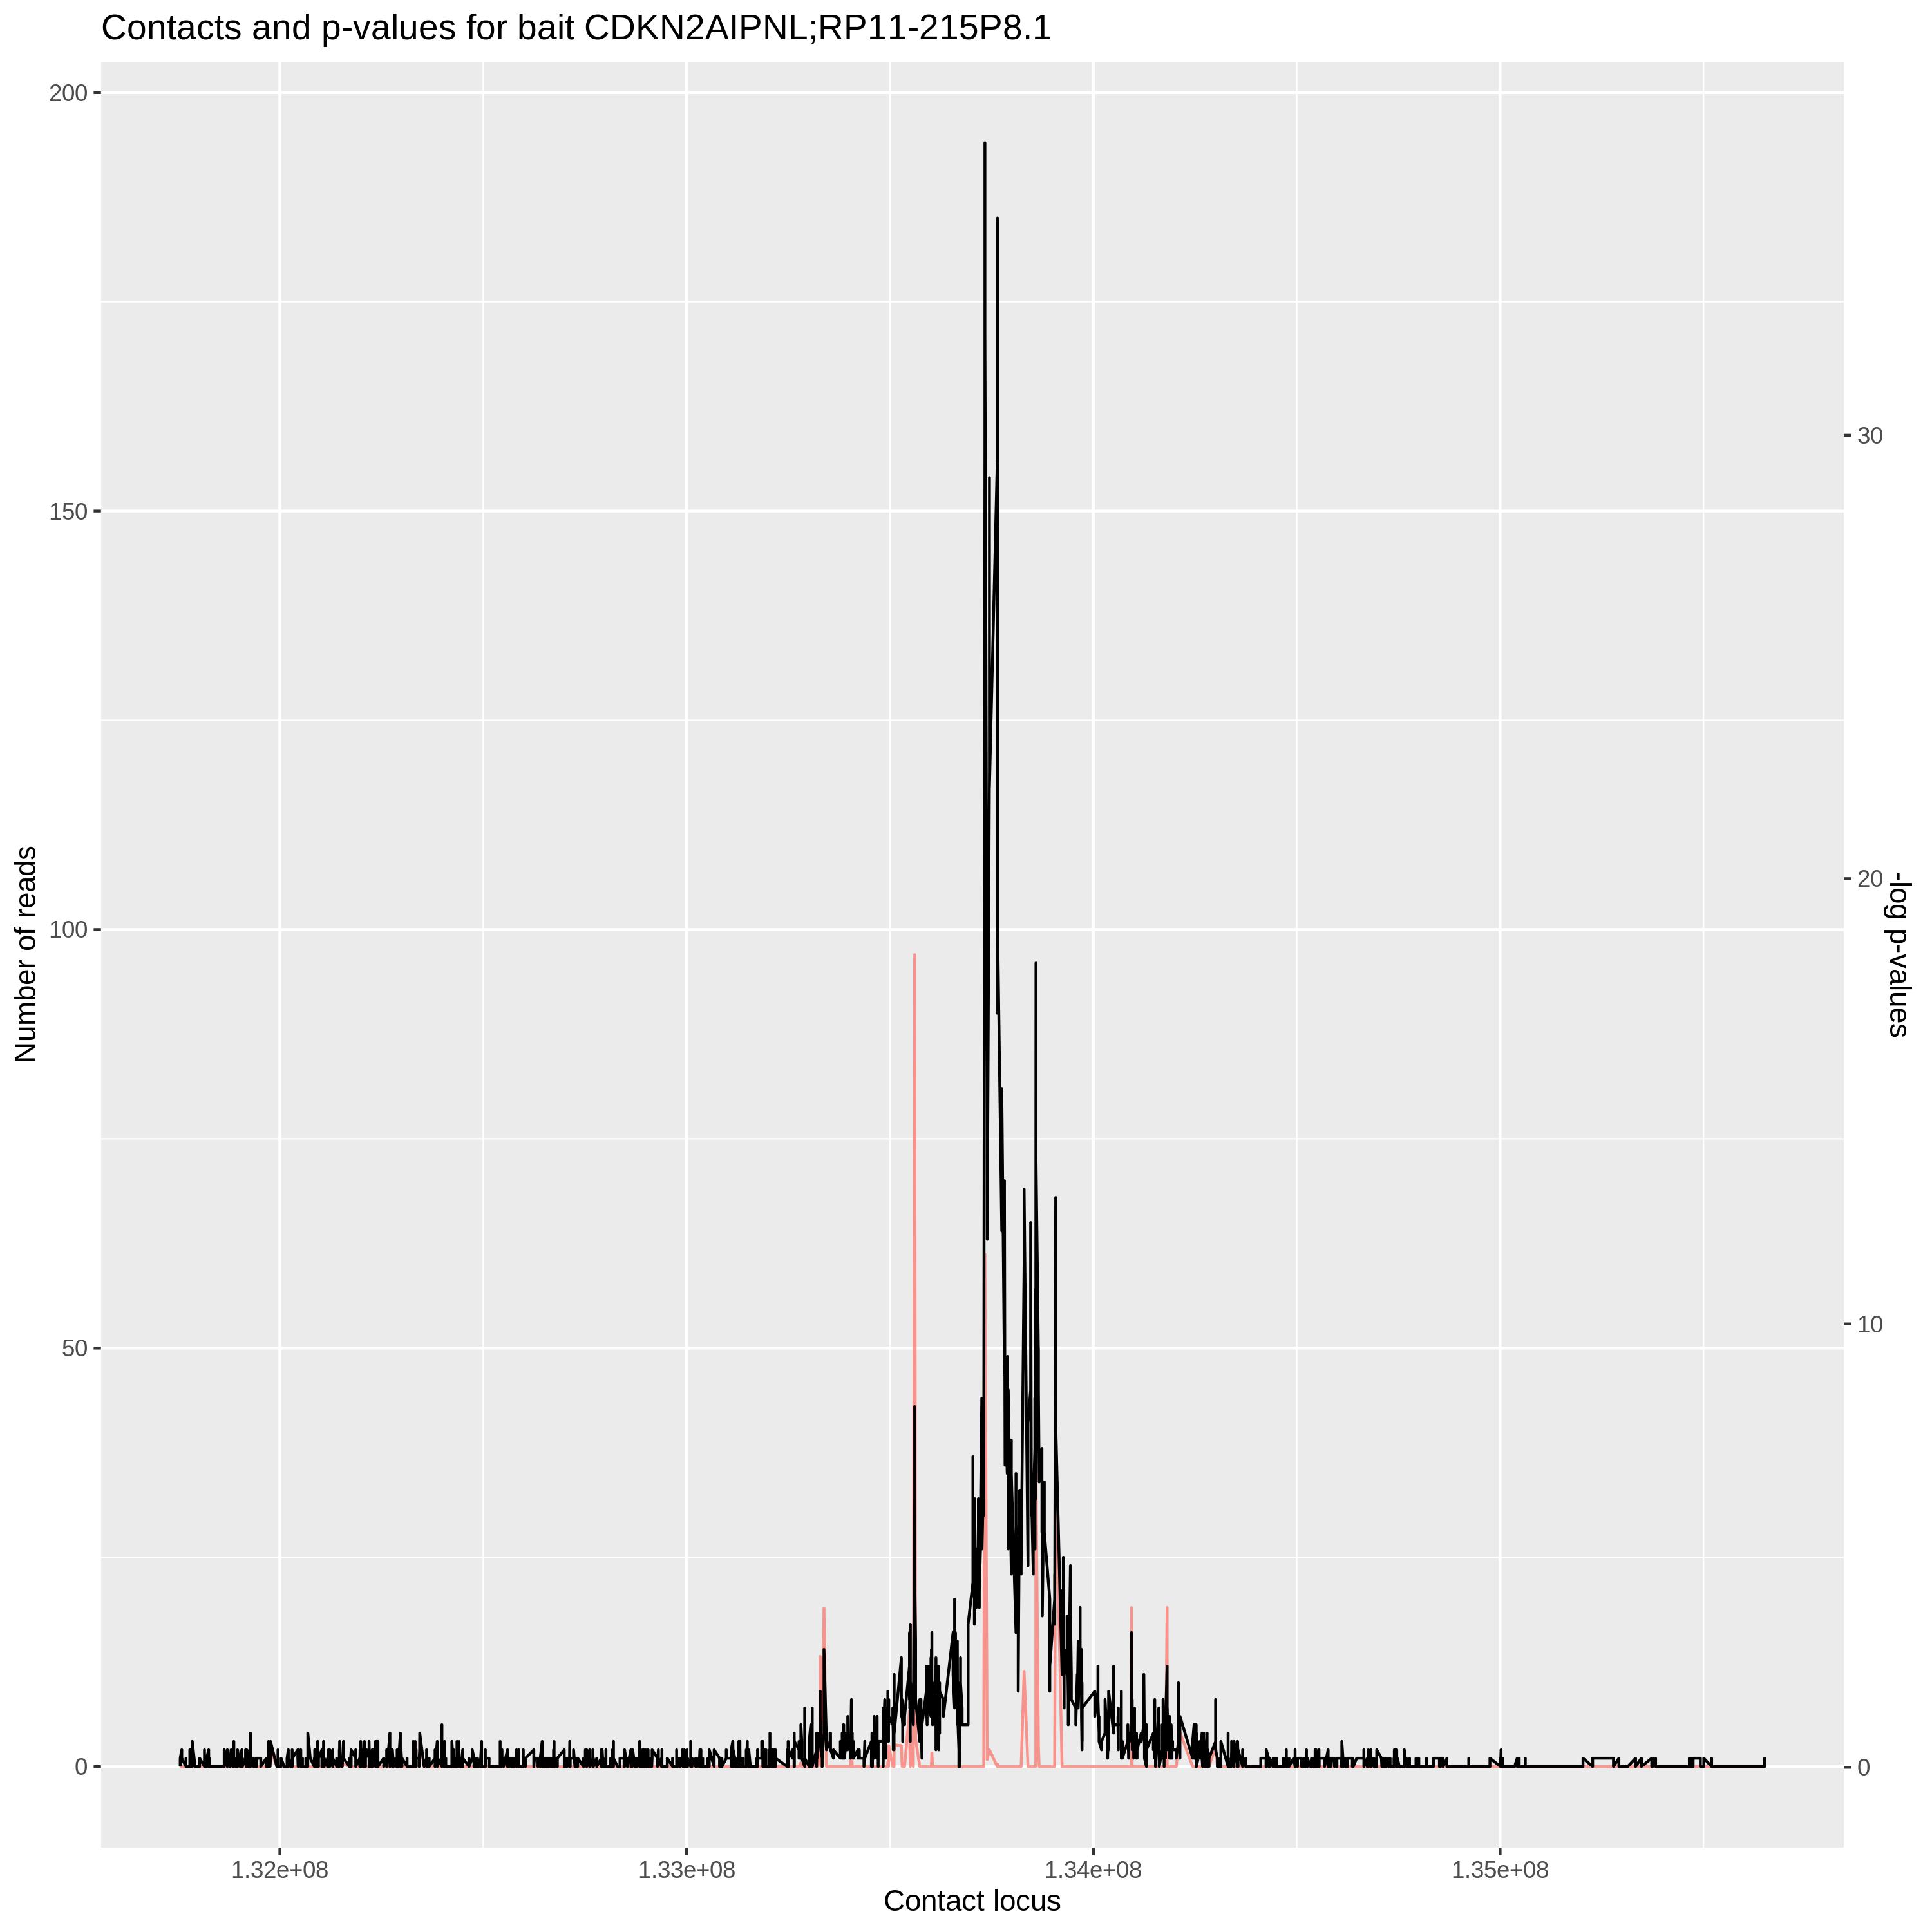 Contacts and p-values for bait CDKN2AIPNL;RP11-215P8.1
200
150
100
50
0
Number of reads
30
20
10
0
-log p-values
1.32e+08
1.33e+08
1.34e+08
1.35e+08
Contact locus